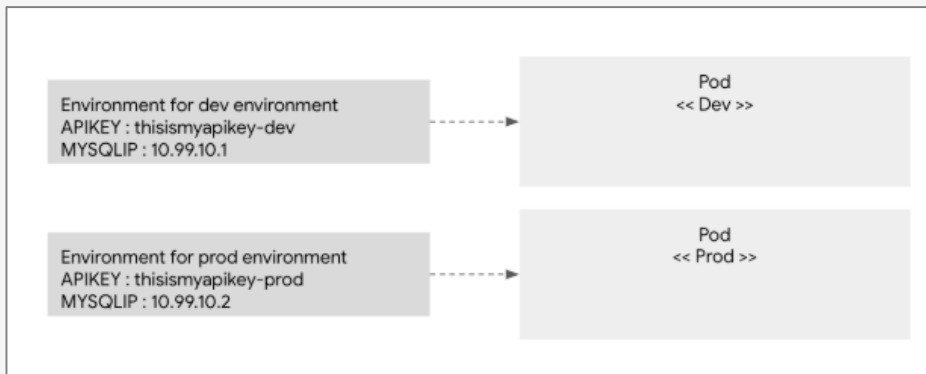 Environment for dev environment
APIKEY : thisismyapikey-dev
MYSQLIP : 10.99.10.1
Pod
<< Dev >>
Environment for prod environment
APIKEY : thisismyapikey-prod
MYSQLIP : 10.99.10.2
Pod
<< Prod >>